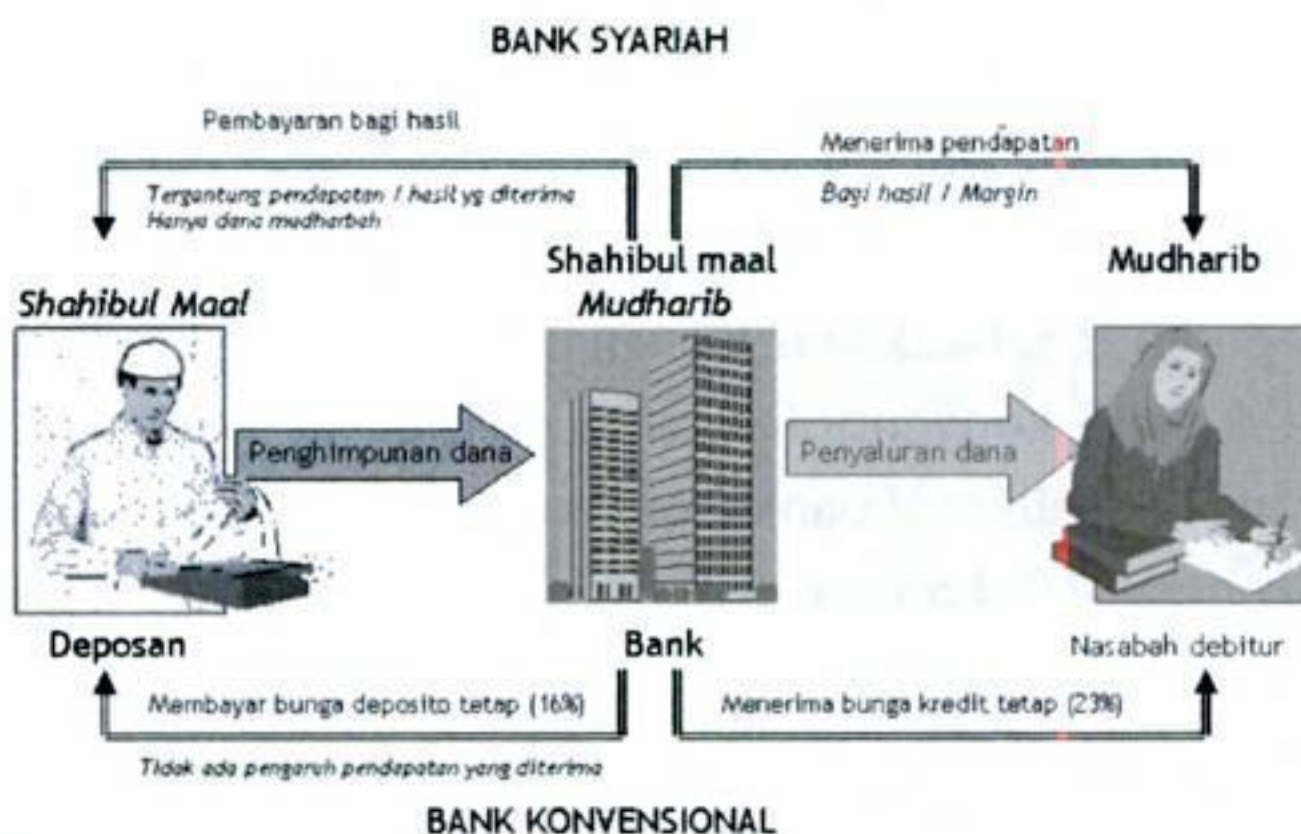 BANK SYARIAH
Pembayaran bagi hasil
Tergantung pendapatan / hasil yg diterima
Hanya dana mudharbah
Menerima pendapatan
Bagi hasil / Margin
Shahibul Maal
Shahibul maal
Mudharib
Mudharib
Penghimpunan dana
Penyaluran dana
Deposan
Bank
Nasabah debitur
Membayar bunga deposito tetap (16%)
Menerima bunga kredit tetap (23%)
Tidak ada pengaruh pendapatan yang diterima
BANK KONVENSIONAL